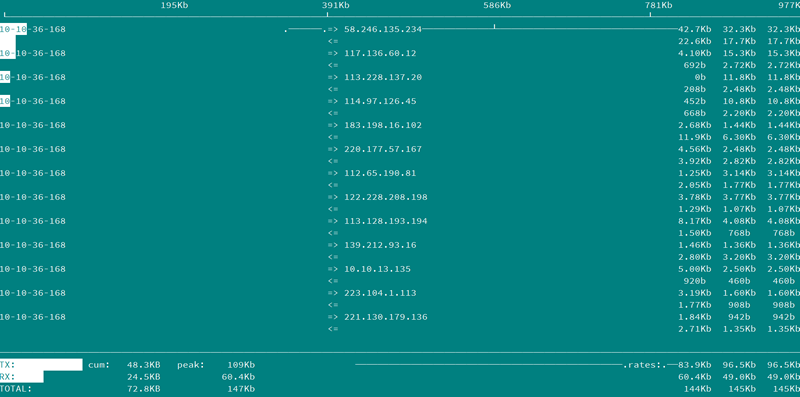 195Kb 391Kb 586Kb 781Kb 977K
10-10-36-168 => 58.246.135.234 42.7Kb 32.3Kb 32.3Kb
<= 22.6Kb 17.7Kb 17.7Kb
10-10-36-168 => 117.136.60.12 4.10Kb 15.3Kb 15.3Kb
<= 692b 2.72Kb 2.72Kb
10-10-36-168 => 113.228.137.20 0b 11.8Kb 11.8Kb
<= 208b 2.48Kb 2.48Kb
10-10-36-168 => 114.97.126.45 452b 10.8Kb 10.8Kb
<= 668b 2.20Kb 2.20Kb
10-10-36-168 => 183.198.16.102 2.68Kb 1.44Kb 1.44Kb
<= 11.9Kb 6.30Kb 6.30Kb
10-10-36-168 => 220.177.57.167 4.56Kb 2.48Kb 2.48Kb
<= 3.92Kb 2.82Kb 2.82Kb
10-10-36-168 => 112.65.190.81 1.25Kb 3.14Kb 3.14Kb
<= 2.05Kb 1.77Kb 1.77Kb
10-10-36-168 => 122.228.208.198 3.78Kb 3.77Kb 3.77Kb
<= 1.29Kb 1.07Kb 1.07Kb
10-10-36-168 => 113.128.193.194 8.17Kb 4.08Kb 4.08Kb
<= 1.50Kb 768b 768b
10-10-36-168 => 139.212.93.16 1.46Kb 1.36Kb 1.36Kb
<= 2.80Kb 3.20Kb 3.20Kb
10-10-36-168 => 10.10.13.135 5.00Kb 2.50Kb 2.50Kb
<= 920b 460b 460b
10-10-36-168 => 223.104.1.113 3.19Kb 1.60Kb 1.60Kb
<= 1.77Kb 908b 908b
10-10-36-168 => 221.130.179.136 1.84Kb 942b 942b
<= 2.71Kb 1.35Kb 1.35Kb
TX: cum: 48.3KB peak: 109Kb rates: 83.9Kb 96.5Kb 96.5Kb
RX: 24.5KB 60.4Kb 60.4Kb 49.0Kb 49.0Kb
TOTAL: 72.8KB 147Kb 144Kb 145Kb 145Kb